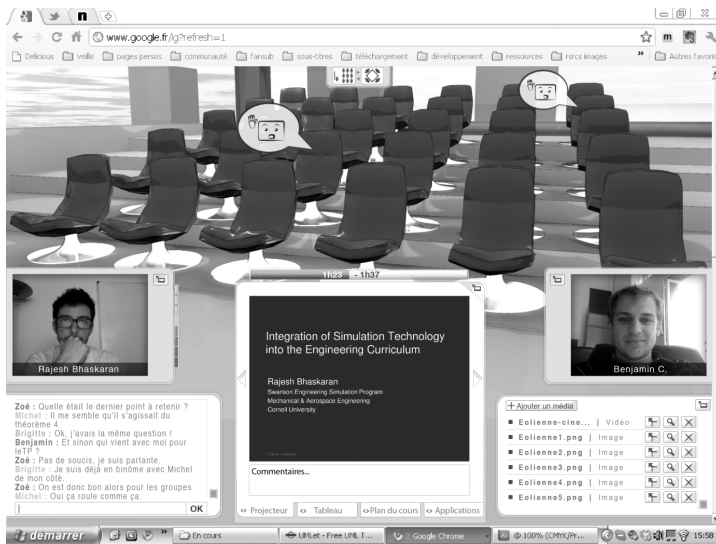 www.google.fr/ig?refresh=1
Delicious veille pages persos communauté fansub sous-titres téléchargement développement ressources rsrcs images » Autres favoris
1h23 - 1h37
Rajesh Bhaskaran
Benjamin C.
Integration of Simulation Technology
into the Engineering Curriculum
Rajesh Bhaskaran
Swanson Engineering Simulation Program
Mechanical & Aerospace Engineering
Cornell University
Commentaires...
Projecteur Tableau Plan du cours Applications
Zoé : Quelle était le dernier point à retenir ?
Michel : Il me semble qu'il s'agissait du
théorème 4.
Brigitte : Ok, j'avais la même question !
Benjamin : Et sinon qui vient avec moi pour
leTP ?
Zoé : Pas de soucis, je suis partante.
Brigitte : Je suis déjà en binôme avec Michel
de mon côté.
Zoé : On est donc bon alors pour les groupes
Michel : Oui ça roule comme ça.
OK
+ Ajouter un média
Eolienne-cine... | Vidéo
Eolienne1.png | Image
Eolienne2.png | Image
Eolienne3.png | Image
Eolienne4.png | Image
Eolienne5.png | Image
démarrer » En cours UMLet - Free UML T... Google Chrome @ 100% (CMYK/Pr... 15:58